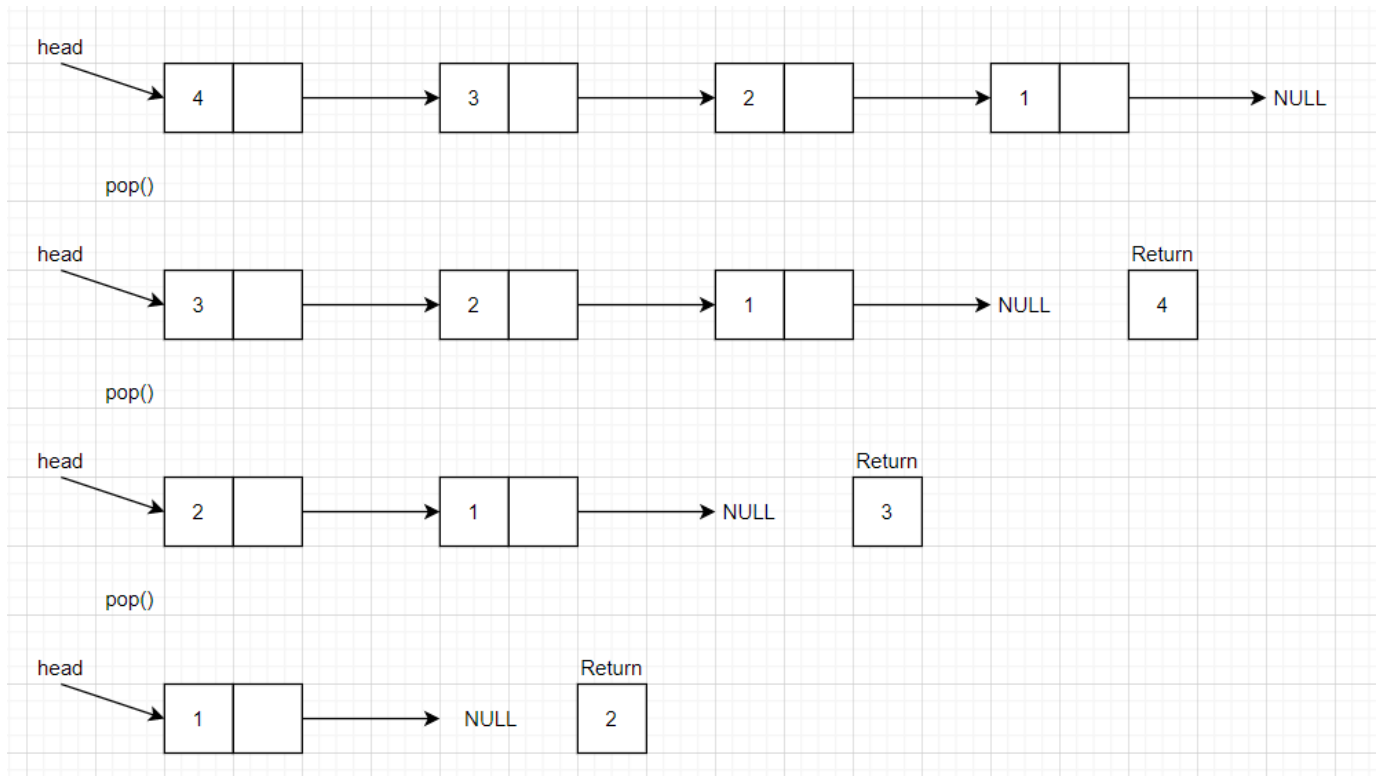 head
4 3 2 1 NULL
pop()
head Return
3 2 1 NULL 4
pop()
head Return
2 1 NULL 3
pop()
head Return
1 NULL 2